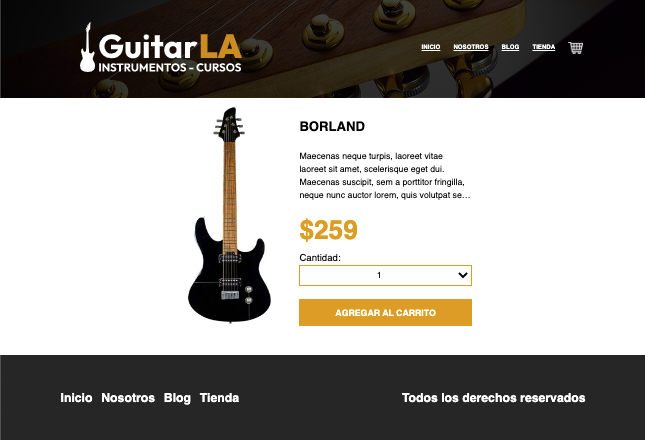 GuitarLA
INSTRUMENTOS - CURSOS
INICIO NOSOTROS BLOG TIENDA
BORLAND
Maecenas neque turpis, laoreet vitae
laoreet sit amet, scelerisque eget dui.
Maecenas suscipit, sem a porttitor fringilla,
neque nunc auctor lorem, quis volutpat se...
$259
Cantidad:
1
AGREGAR AL CARRITO
Inicio Nosotros Blog Tienda
Todos los derechos reservados